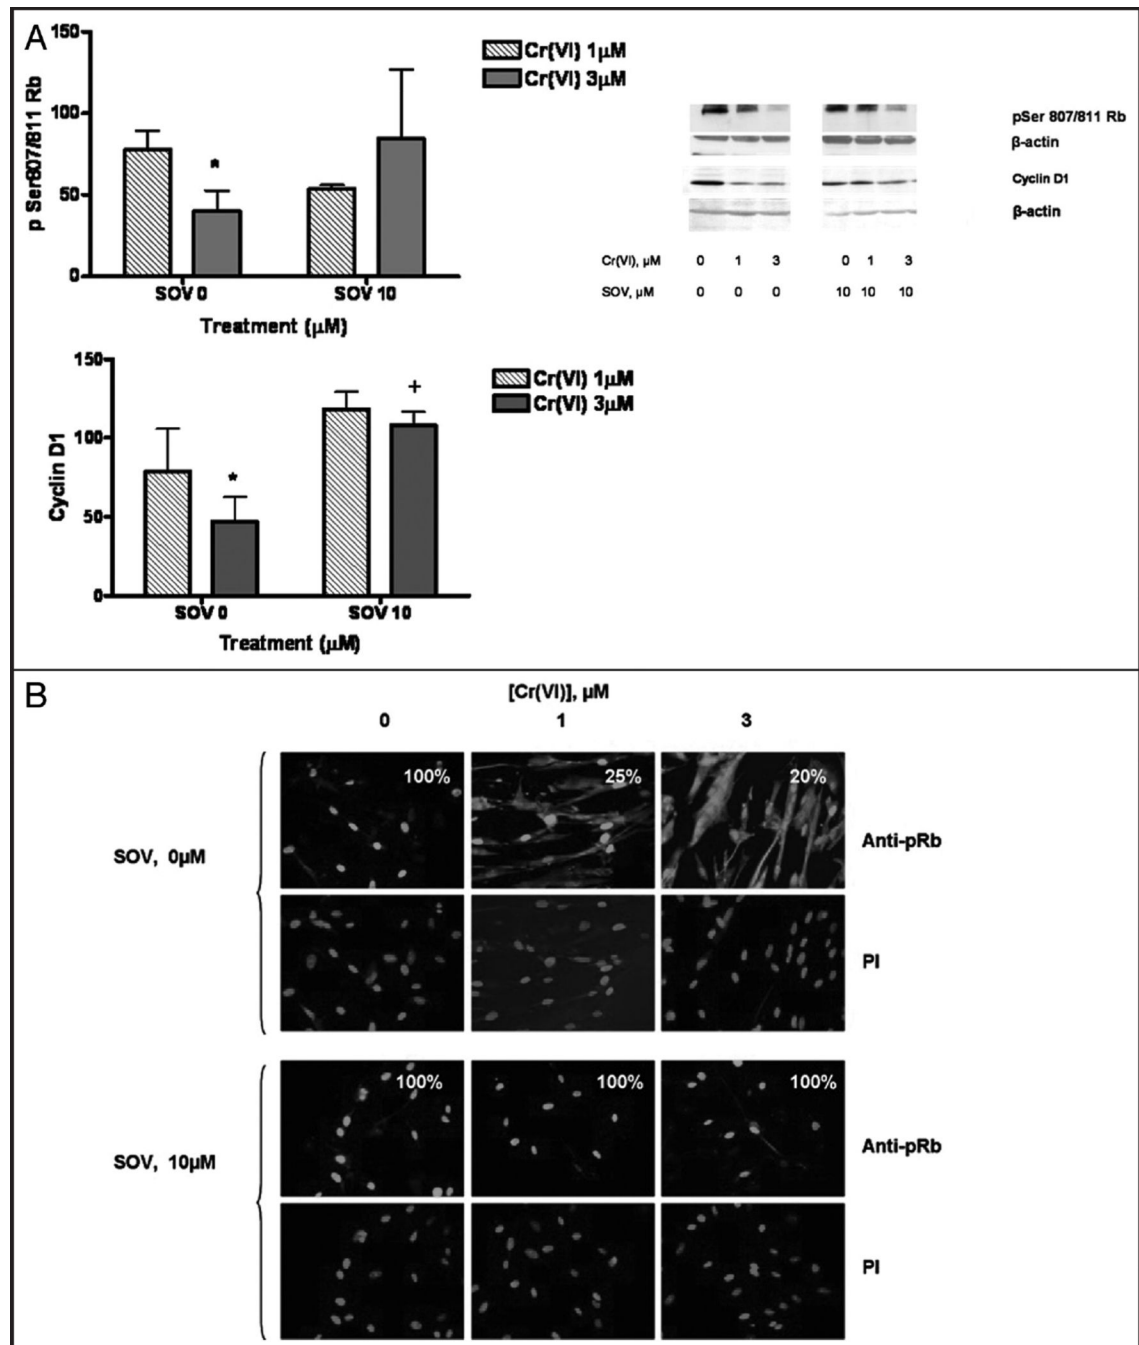 A
150
100
50
0
p Ser807/811 Rb
*
SOV 0
SOV 10
Treatment (µM)
Cr(VI) 1µM
Cr(VI) 3µM
pSer 807/811 Rb
β-actin
Cyclin D1
β-actin
Cr(VI), µM 0 1 3 0 1 3
SOV, µM 0 0 0 10 10 10
150
100
50
0
Cyclin D1
*
+
SOV 0
SOV 10
Treatment (µM)
Cr(VI) 1µM
Cr(VI) 3µM
B
[Cr(VI)], µM
0 1 3
100% 25% 20%
SOV, 0µM
Anti-pRb
PI
100% 100% 100%
SOV, 10µM
Anti-pRb
PI